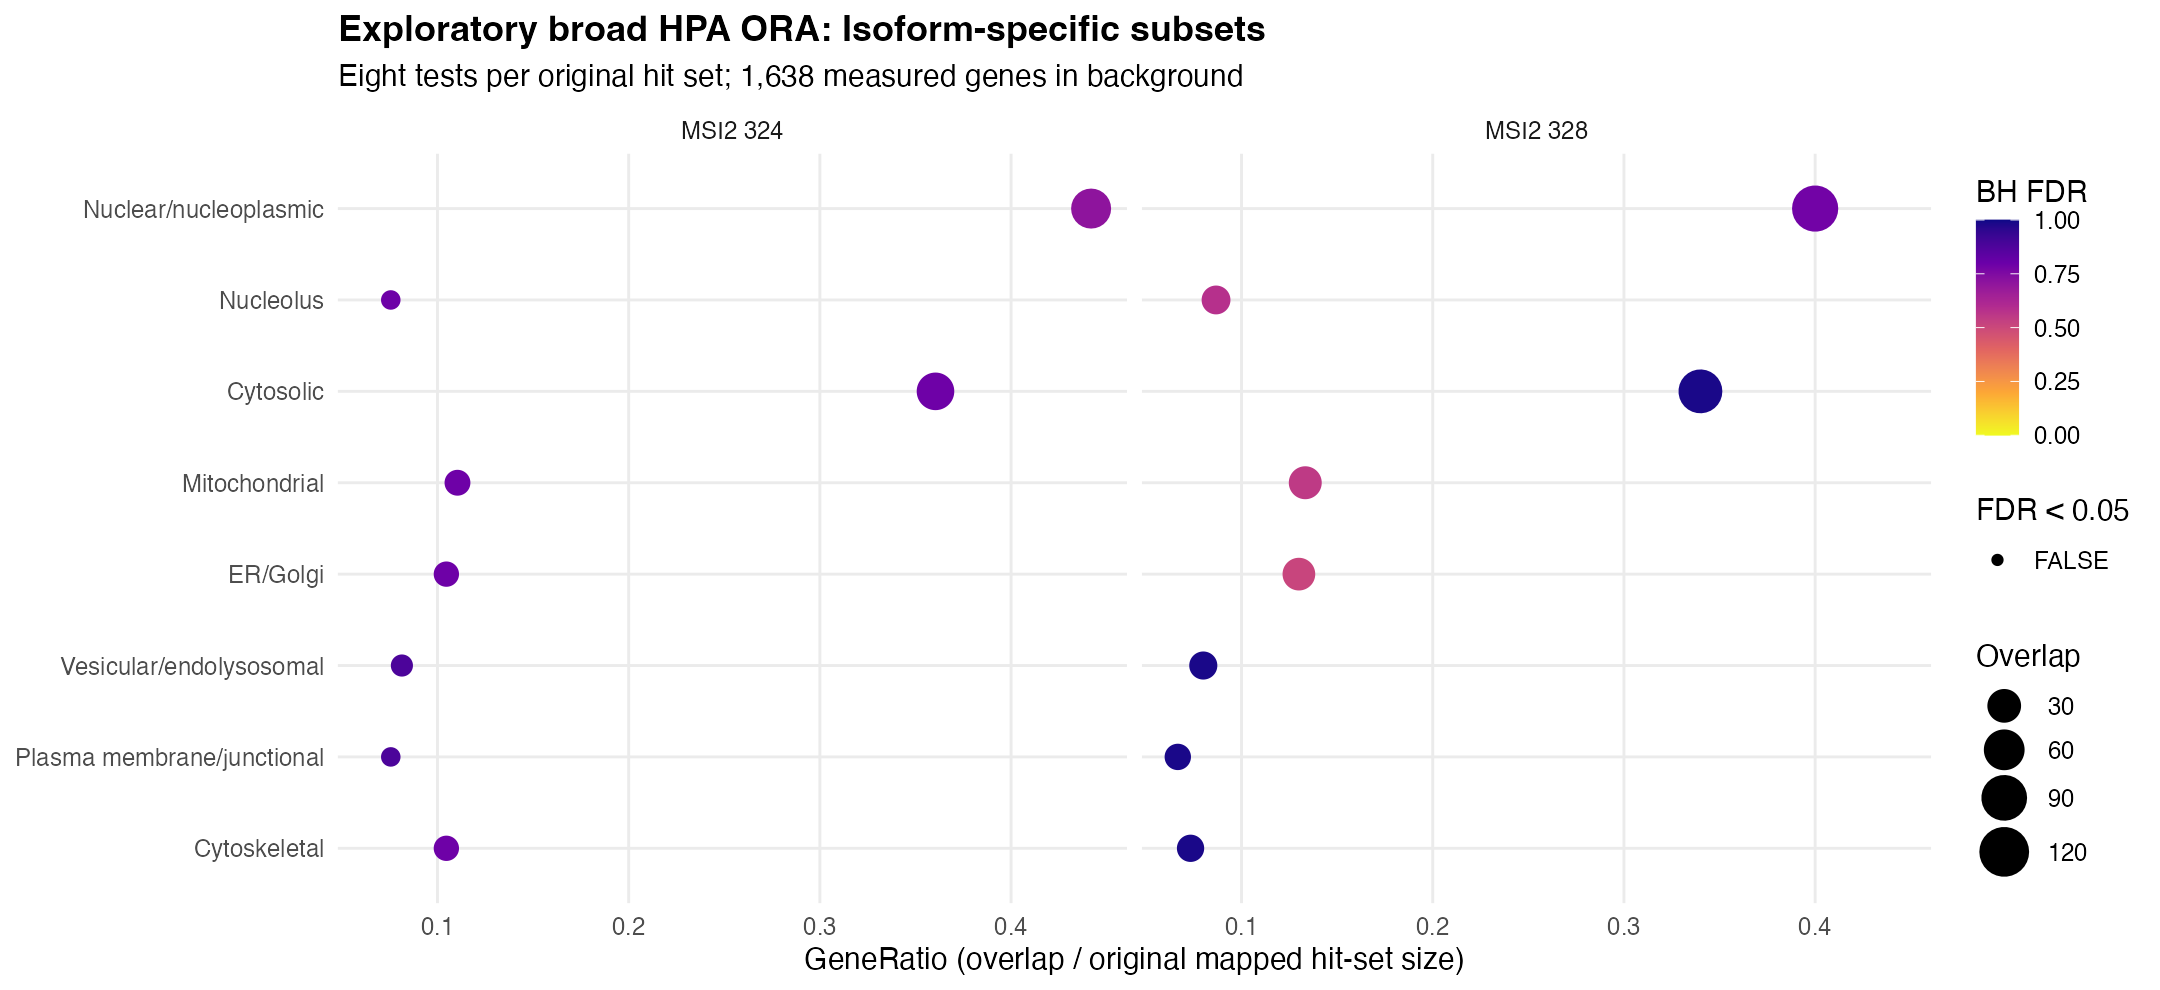 Exploratory broad HPA ORA: Isoform-specific subsets
Eight tests per original hit set; 1,638 measured genes in background
MSI2 324
MSI2 328
Nuclear/nucleoplasmic
Nucleolus
Cytosolic
Mitochondrial
ER/Golgi
Vesicular/endolysosomal
Plasma membrane/junctional
Cytoskeletal
0.1 0.2 0.3 0.4
0.1 0.2 0.3 0.4
GeneRatio (overlap / original mapped hit-set size)
BH FDR
1.00
0.75
0.50
0.25
0.00
FDR < 0.05
FALSE
Overlap
30
60
90
120